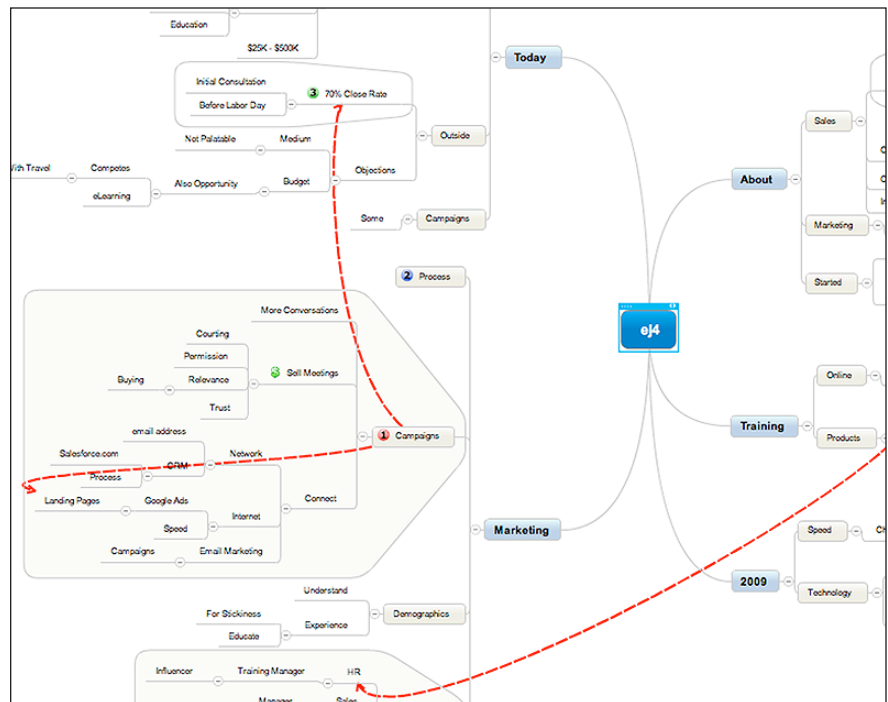 Education
$25K - $500K
Today
Initial Consultation
3 70% Close Rate
Before Labor Day
Outside
Not Palatable
Medium
Objections
With Travel
Competes
Also Opportunity
Budget
eLearning
Some
Campaigns
2 Process
More Conversations
Courting
Permission
Sell Meetings
Buying
Relevance
Trust
1 Campaigns
email address
Network
Salesforce.com
CRM
Process
Connect
Landing Pages
Google Ads
Internet
Speed
Campaigns
Email Marketing
Marketing
Understand
For Stickiness
Demographics
Experience
Educate
Influencer
Training Manager
HR
Manager
Sales
ej4
About
Sales
Marketing
Started
Training
Online
Products
2009
Speed
Technology